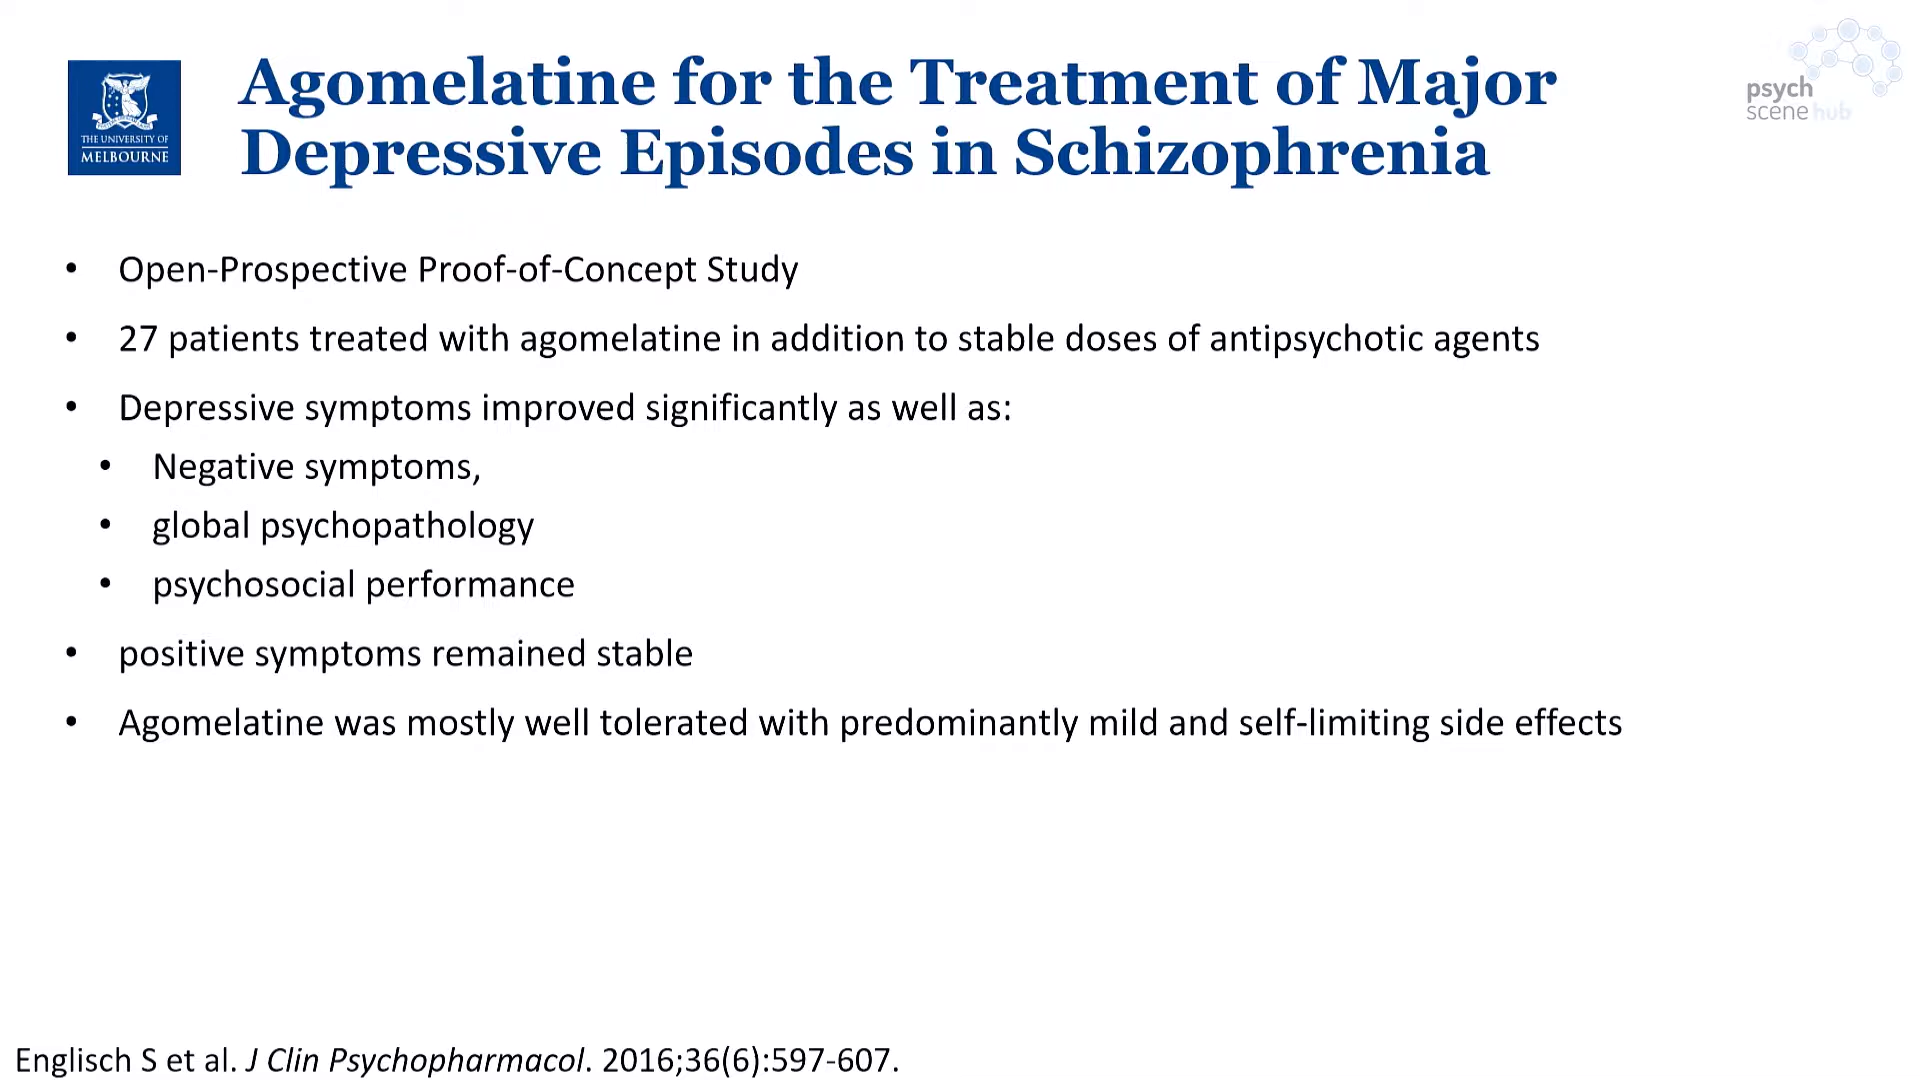 Agomelatine for the Treatment of Major
Depressive Episodes in Schizophrenia
THE UNIVERSITY OF
MELBOURNE
psych
scene hub
• Open-Prospective Proof-of-Concept Study
• 27 patients treated with agomelatine in addition to stable doses of antipsychotic agents
• Depressive symptoms improved significantly as well as:
• Negative symptoms,
• global psychopathology
• psychosocial performance
• positive symptoms remained stable
• Agomelatine was mostly well tolerated with predominantly mild and self-limiting side effects
Englisch S et al. J Clin Psychopharmacol. 2016;36(6):597-607.